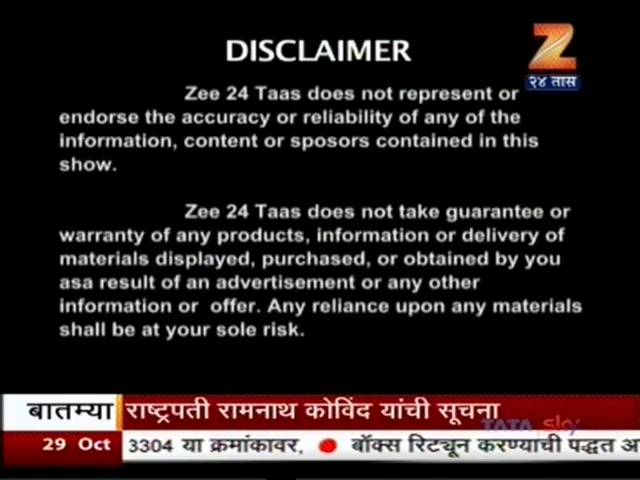 DISCLAIMER
२४ तास
Zee 24 Taas does not represent or
endorse the accuracy or reliability of any of the
information, content or sposors contained in this
show.
Zee 24 Taas does not take guarantee or
warranty of any products, information or delivery of
materials displayed, purchased, or obtained by you
asa result of an advertisement or any other
information or offer. Any reliance upon any materials
shall be at your sole risk.
बातम्या राष्ट्रपती रामनाथ कोविंद यांची सूचना
TATA sky
29 Oct 3304 या क्रमांकावर, बॉक्स रिट्यून करण्याची पद्धत